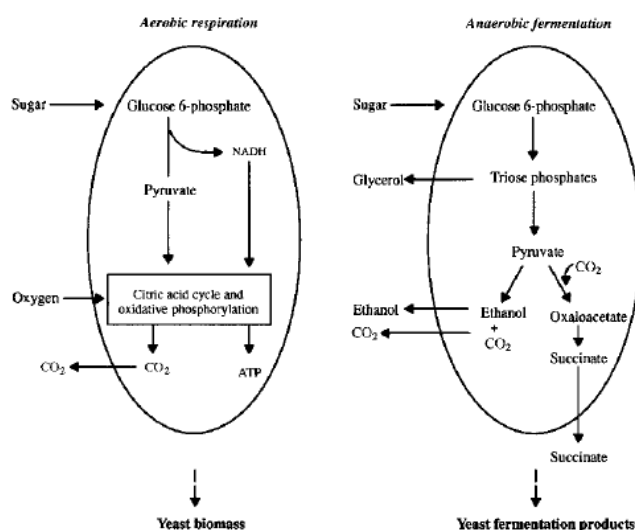 Aerobic respiration
Sugar
Glucose 6-phosphate
NADH
Pyruvate
Oxygen
Citric acid cycle and
oxidative phosphorylation
CO2
CO2
ATP
Yeast biomass
Anaerobic fermentation
Sugar
Glucose 6-phosphate
Glycerol
Triose phosphates
Pyruvate
CO2
Ethanol
CO2
Ethanol
+
CO2
Oxaloacetate
Succinate
Succinate
Yeast fermentation products